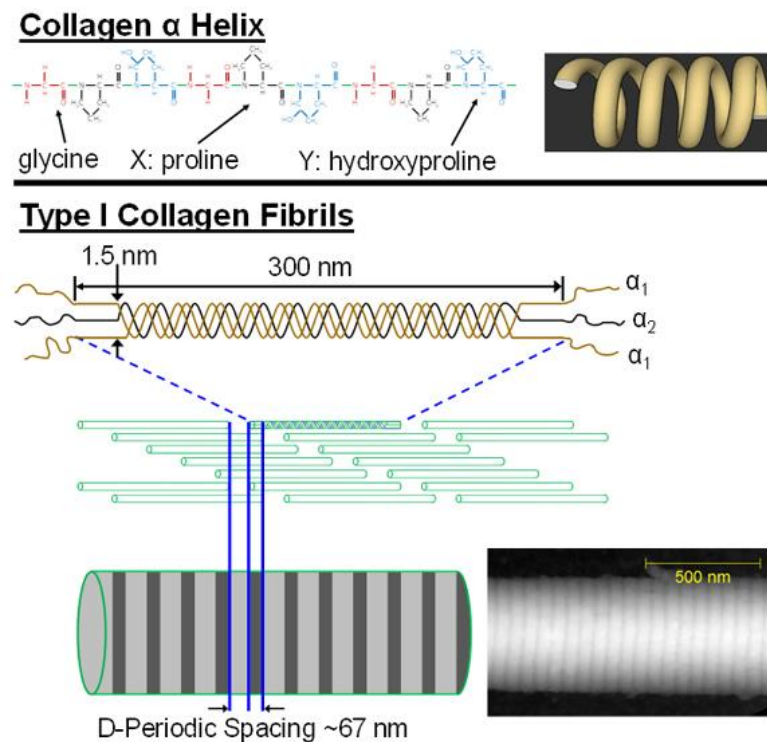 Collagen α Helix
glycine
X: proline
Y: hydroxyproline
Type I Collagen Fibrils
1.5 nm
300 nm
α₁
α₂
α₁
500 nm
D-Periodic Spacing ~67 nm